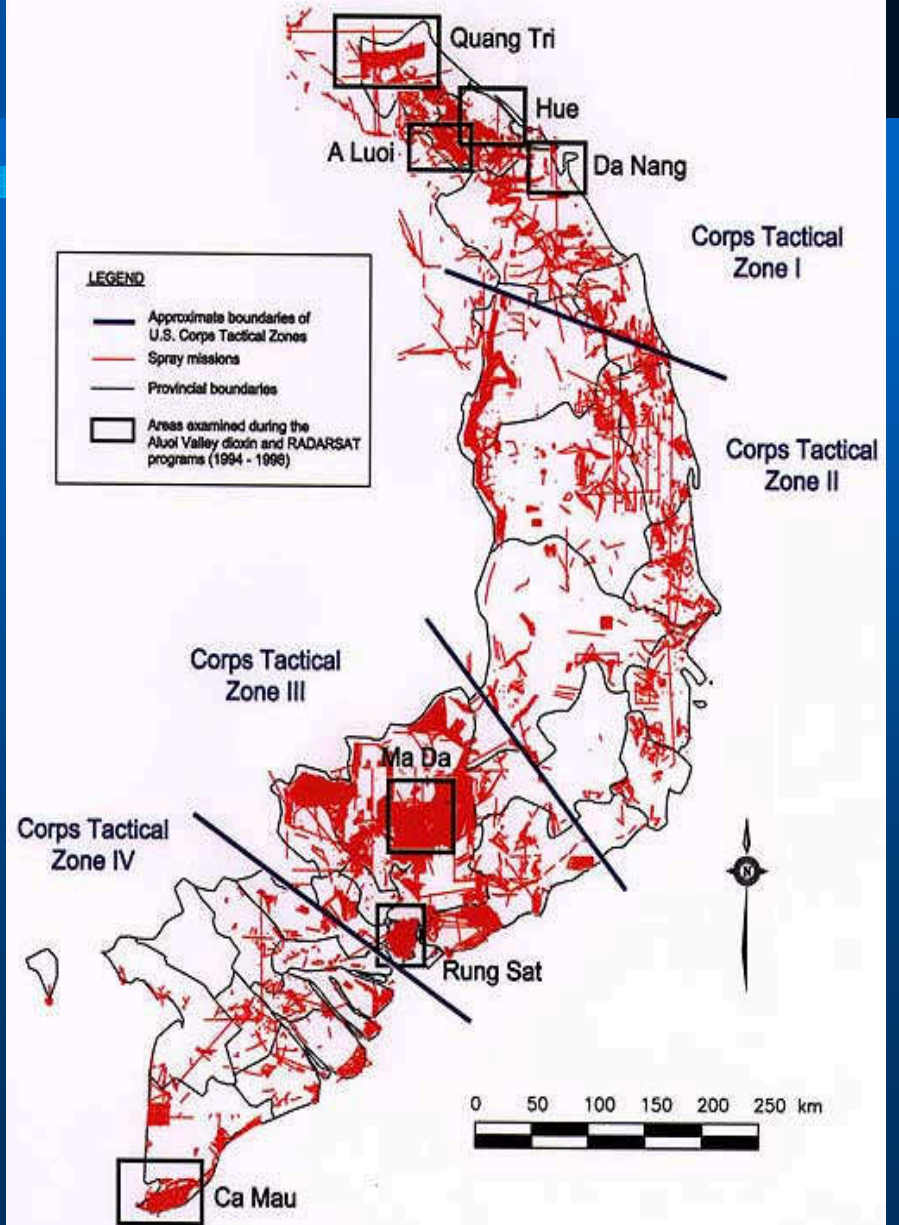 Quang Tri
Hue
A Luoi
Da Nang
Corps Tactical
Zone I
LEGEND
Approximate boundaries of
U.S. Corps Tactical Zones
Spray missions
Provincial boundaries
Areas examined during the
Aluoi Valley dioxin and RADARSAT
programs (1994 - 1998)
Corps Tactical
Zone II
Corps Tactical
Zone III
Ma Da
Corps Tactical
Zone IV
N
Rung Sat
0 50 100 150 200 250 km
Ca Mau